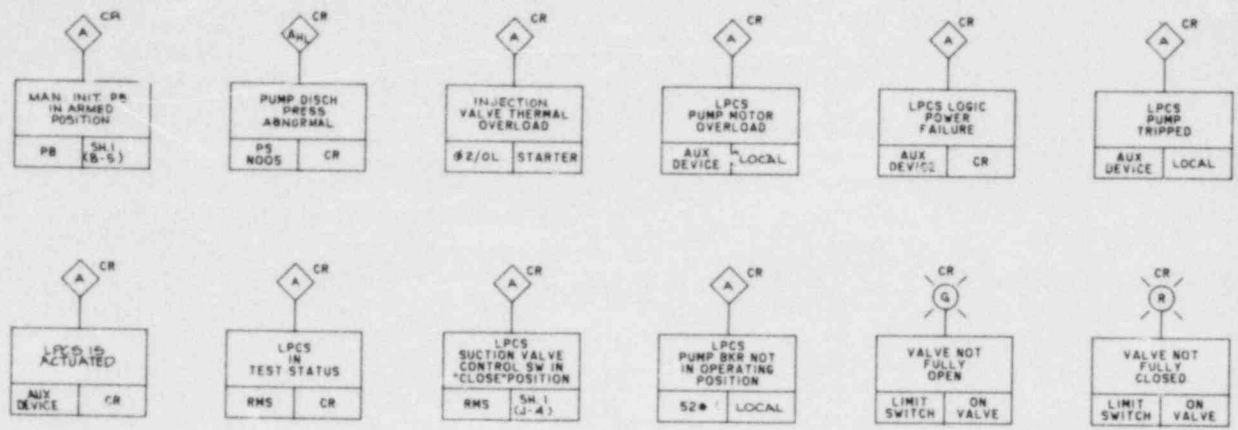 CR
A
MAN. INIT. PB
IN ARMED
POSITION
PB
SH.1
(B-5)
CR
AHL
PUMP DISCH
PRESS
ABNORMAL
PS
N005
CR
CR
A
INJECTION
VALVE THERMAL
OVERLOAD
STARTER
CR
A
LPCS
PUMP MOTOR
OVERLOAD
AUX
DEVICE
LOCAL
CR
A
LPCS LOGIC
POWER
FAILURE
AUX
DEVICE
CR
CR
A
LPCS
PUMP
TRIPPED
AUX
DEVICE
LOCAL
CR
A
LPCS IS
ACTUATED
AUX
DEVICE
CR
CR
A
LPCS
IN
TEST STATUS
RMS
CR
CR
A
LPCS
SUCTION VALVE
CONTROL SW IN
"CLOSE" POSITION
RMS
SH. 1
(J-4)
CR
A
LPCS
PUMP BKR NOT
IN OPERATING
POSITION
52*
LOCAL
CR
G
VALVE NOT
FULLY
OPEN
LIMIT
SWITCH
ON
VALVE
CR
R
VALVE NOT
FULLY
CLOSED
LIMIT
SWITCH
ON
VALVE